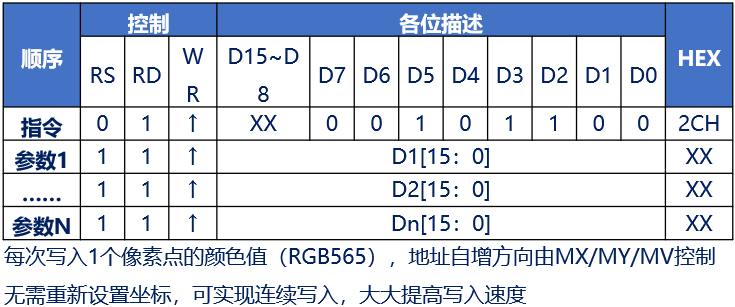 顺序 控制 各位描述 HEX
RS RD WR D15~D8 D7 D6 D5 D4 D3 D2 D1 D0
指令 0 1 ↑ XX 0 0 1 0 1 1 0 0 2CH
参数1 1 1 ↑ D1[15：0] XX
…… 1 1 ↑ D2[15：0] XX
参数N 1 1 ↑ Dn[15：0] XX
每次写入1个像素点的颜色值（RGB565），地址自增方向由MX/MY/MV控制
无需重新设置坐标，可实现连续写入，大大提高写入速度